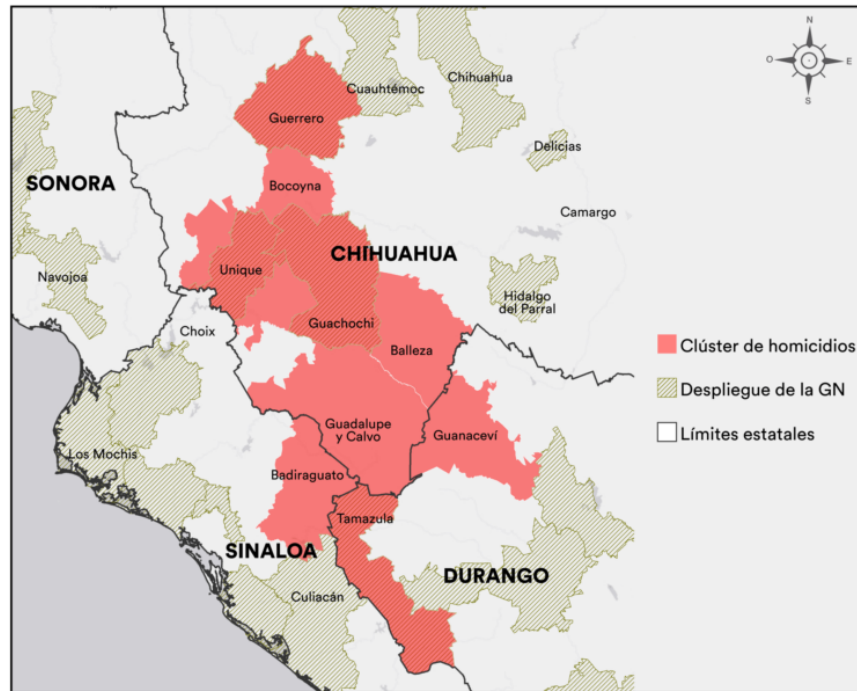 N
O
E
S
Cuauhtémoc
Chihuahua
Guerrero
Delicias
Bocoyna
SONORA
Camargo
CHIHUAHUA
Unique
Navojoa
Hidalgo
del Parral
Guachochi
Choix
Balleza
Clúster de homicidios
Despliegue de la GN
Límites estatales
Guadalupe
y Calvo
Guanaceví
Los Mochis
Badiraguato
Tamazula
SINALOA
DURANGO
Culiacán